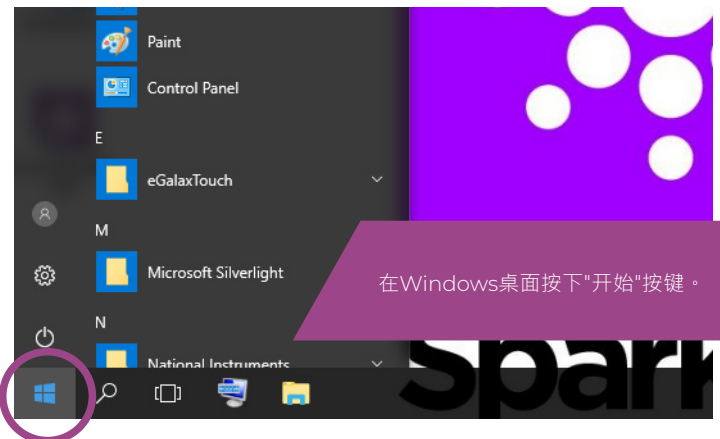 Paint
Control Panel
E
eGalaxTouch
M
Microsoft Silverlight
在Windows桌面按下"开始"按键。
N
National Instruments
Spark